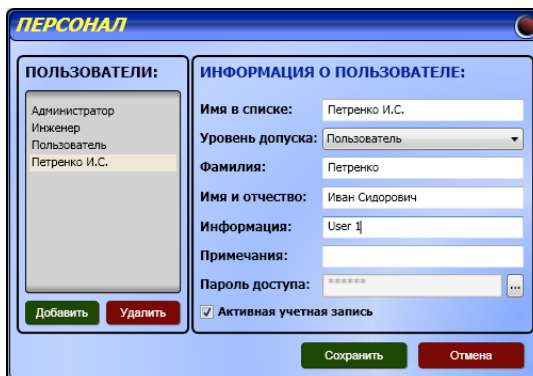 ПЕРСОНАЛ
ПОЛЬЗОВАТЕЛИ:
Администратор
Инженер
Пользователь
Петренко И.С.
Добавить Удалить
ИНФОРМАЦИЯ О ПОЛЬЗОВАТЕЛЕ:
Имя в списке: Петренко И.С.
Уровень допуска: Пользователь
Фамилия: Петренко
Имя и отчество: Иван Сидорович
Информация: User 1
Примечания:
Пароль доступа: ****** ...
Активная учетная запись
Сохранить Отмена